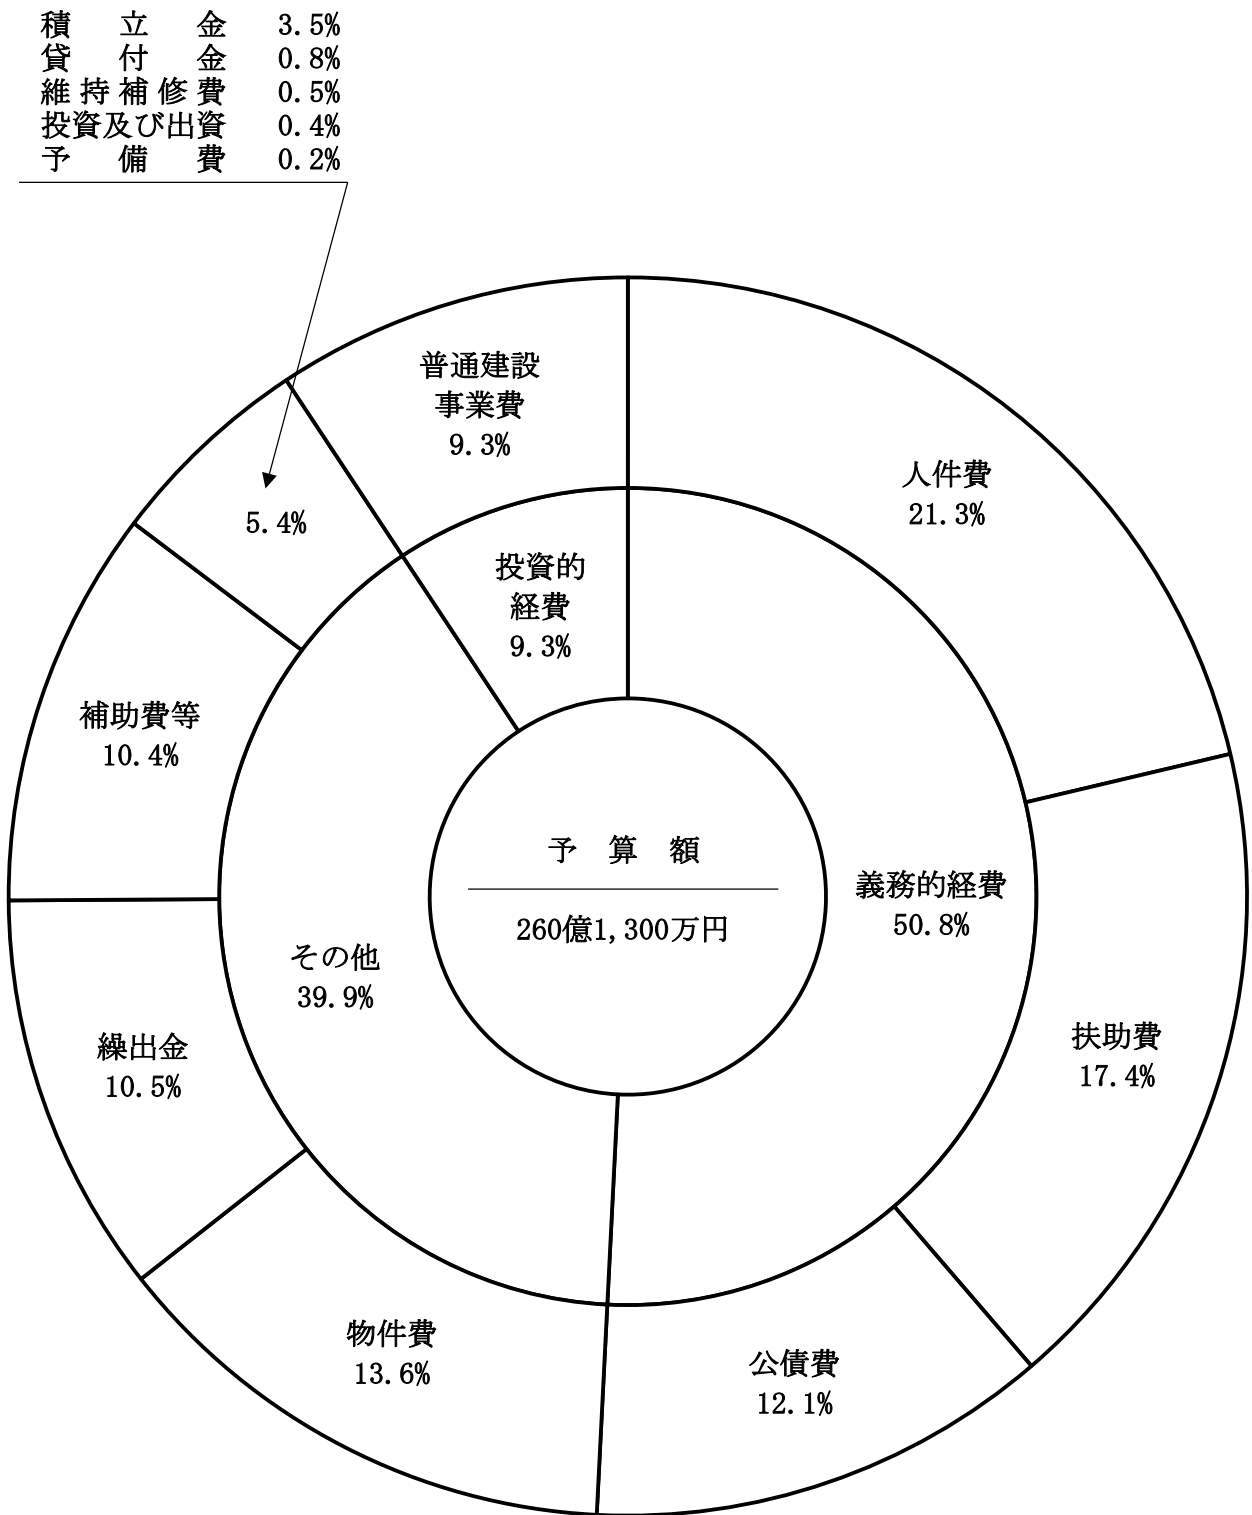 積立金 3.5%
貸付金 0.8%
維持補修費 0.5%
投資及び出資 0.4%
予備費 0.2%
普通建設
事業費
9.3%
人件費
21.3%
5.4%
投資的
経費
9.3%
補助費等
10.4%
予算額
260億1,300万円
義務的経費
50.8%
その他
39.9%
繰出金
10.5%
扶助費
17.4%
物件費
13.6%
公債費
12.1%